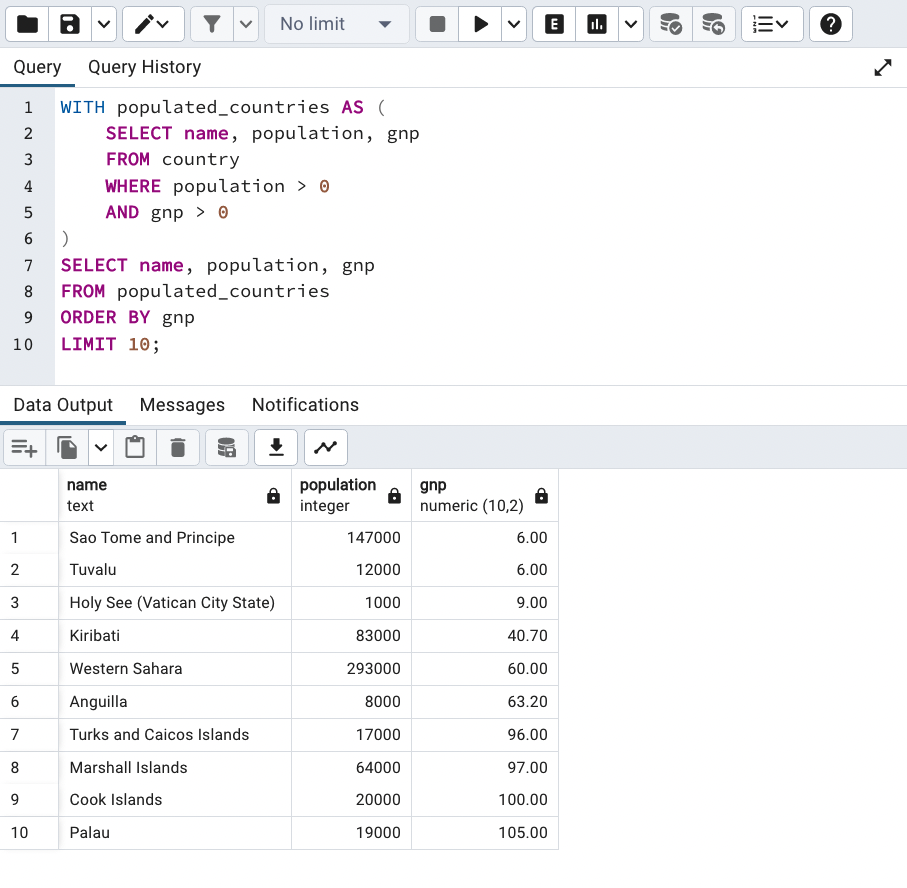 No limit
E
Query Query History
1 WITH populated_countries AS (
2 SELECT name, population, gnp
3 FROM country
4 WHERE population > 0
5 AND gnp > 0
6 )
7 SELECT name, population, gnp
8 FROM populated_countries
9 ORDER BY gnp
10 LIMIT 10;
Data Output Messages Notifications
name population gnp
text integer numeric (10,2)
1 Sao Tome and Principe 147000 6.00
2 Tuvalu 12000 6.00
3 Holy See (Vatican City State) 1000 9.00
4 Kiribati 83000 40.70
5 Western Sahara 293000 60.00
6 Anguilla 8000 63.20
7 Turks and Caicos Islands 17000 96.00
8 Marshall Islands 64000 97.00
9 Cook Islands 20000 100.00
10 Palau 19000 105.00